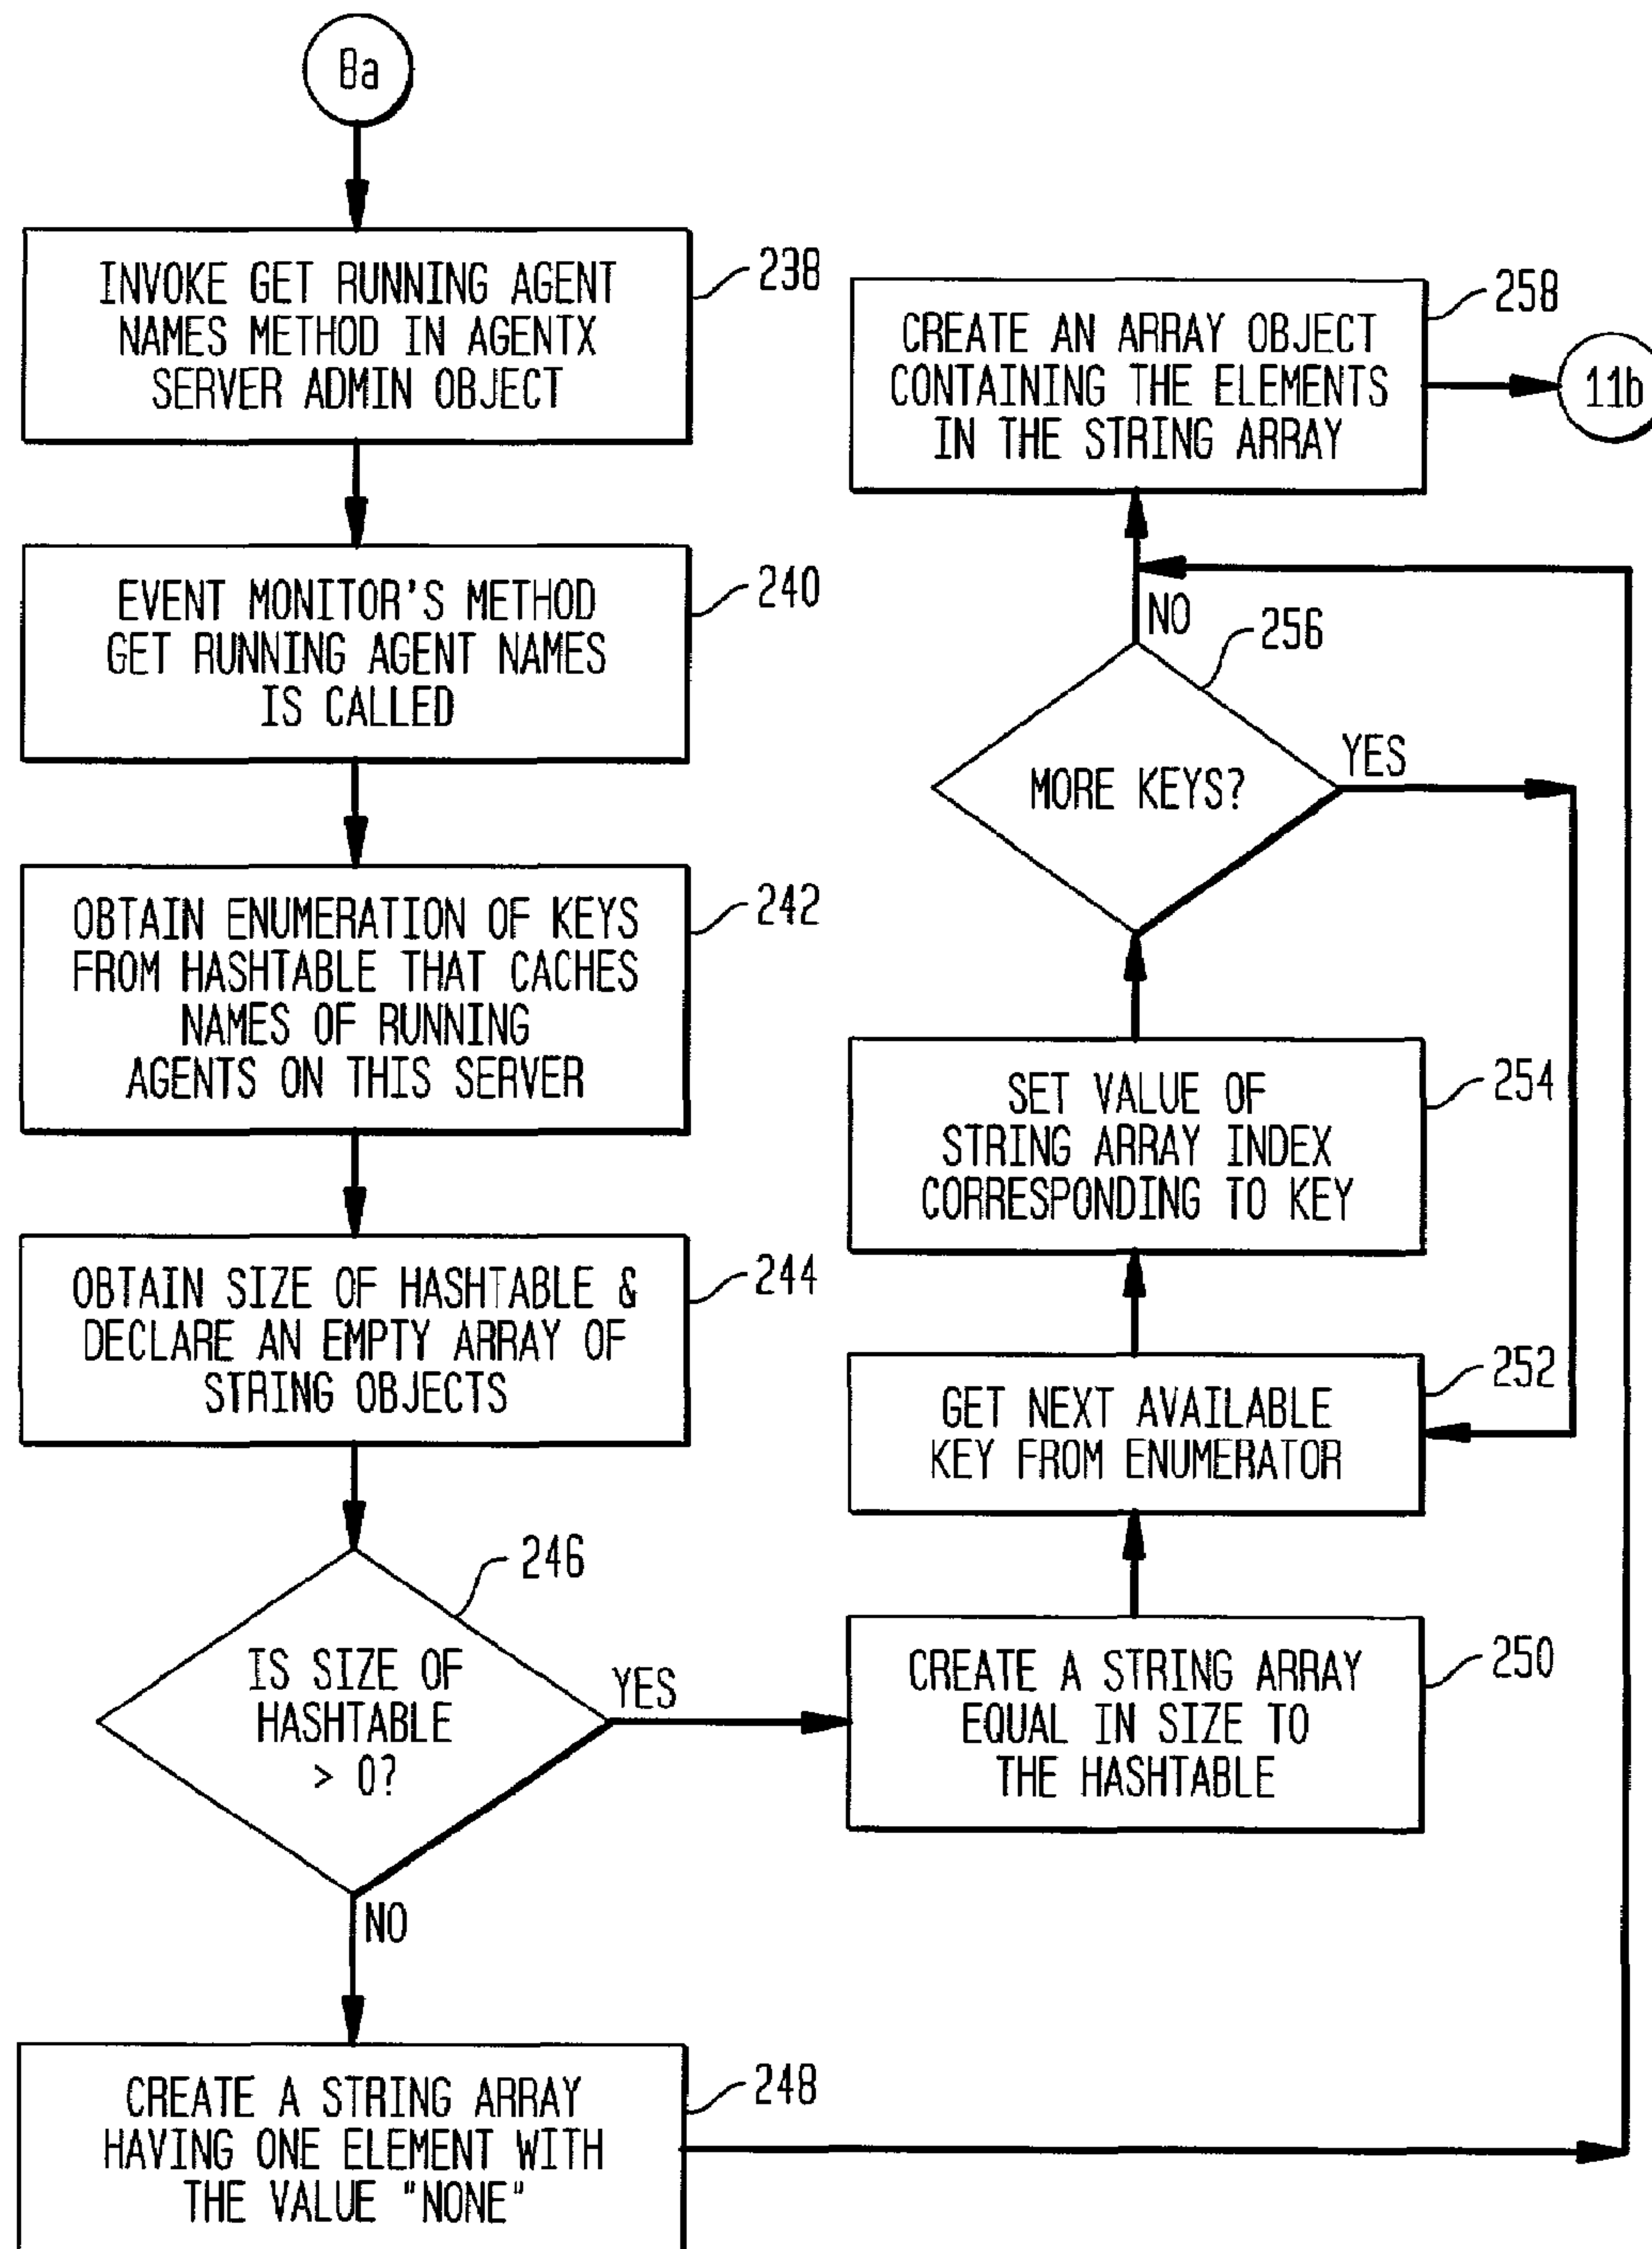 8a
INVOKE GET RUNNING AGENT
NAMES METHOD IN AGENTX
SERVER ADMIN OBJECT
238
EVENT MONITOR'S METHOD
GET RUNNING AGENT NAMES
IS CALLED
240
OBTAIN ENUMERATION OF KEYS
FROM HASHTABLE THAT CACHES
NAMES OF RUNNING
AGENTS ON THIS SERVER
242
OBTAIN SIZE OF HASHTABLE &
DECLARE AN EMPTY ARRAY OF
STRING OBJECTS
244
246
IS SIZE OF
HASHTABLE
> 0?
YES
NO
CREATE A STRING ARRAY
HAVING ONE ELEMENT WITH
THE VALUE "NONE"
248
CREATE A STRING ARRAY
EQUAL IN SIZE TO
THE HASHTABLE
250
GET NEXT AVAILABLE
KEY FROM ENUMERATOR
252
SET VALUE OF
STRING ARRAY INDEX
CORRESPONDING TO KEY
254
MORE KEYS?
256
YES
NO
CREATE AN ARRAY OBJECT
CONTAINING THE ELEMENTS
IN THE STRING ARRAY
258
11b